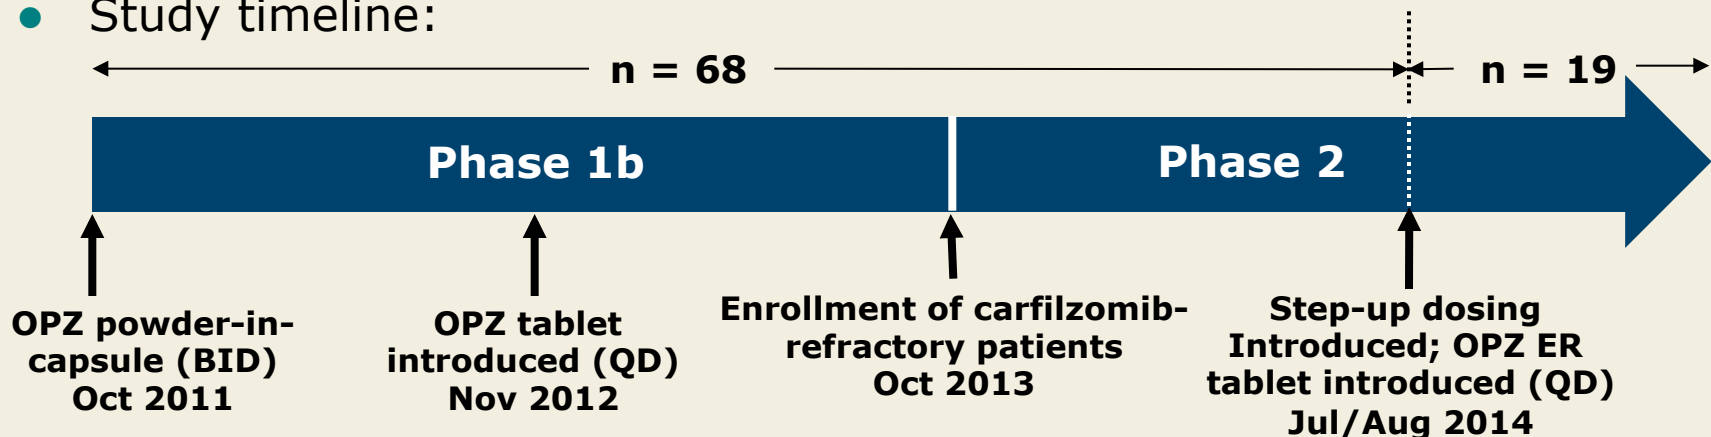 • Study timeline:
n = 68
n = 19
Phase 1b
Phase 2
OPZ powder-in-
capsule (BID)
Oct 2011
OPZ tablet
introduced (QD)
Nov 2012
Enrollment of carfilzomib-
refractory patients
Oct 2013
Step-up dosing
Introduced; OPZ ER
tablet introduced (QD)
Jul/Aug 2014